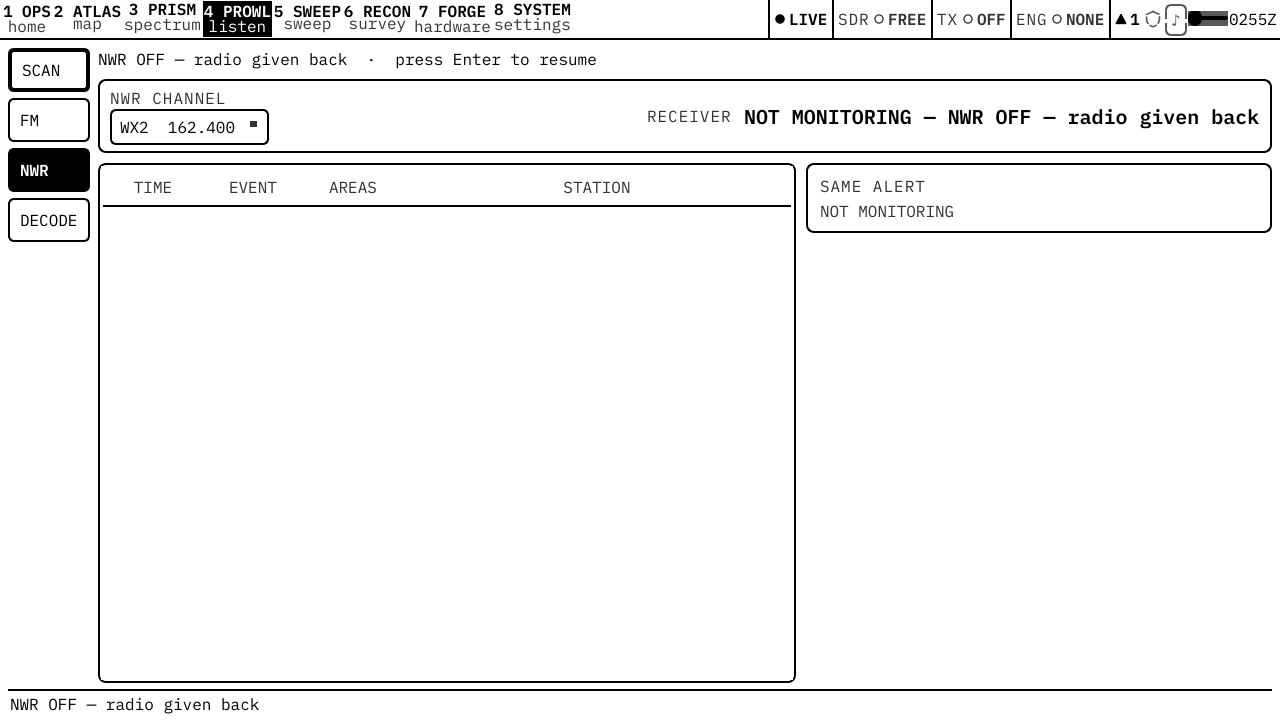 1 OPS 2 ATLAS 3 PRISM 4 PROWL 5 SWEEP 6 RECON 7 FORGE 8 SYSTEM
home map spectrum listen sweep survey hardware settings
● LIVE SDR ○ FREE TX ○ OFF ENG ○ NONE ▲ 1 ♪ 0255Z
SCAN
FM
NWR
DECODE
NWR OFF — radio given back · press Enter to resume
NWR CHANNEL
WX2 162.400
RECEIVER NOT MONITORING — NWR OFF — radio given back
TIME EVENT AREAS STATION
SAME ALERT
NOT MONITORING
NWR OFF — radio given back